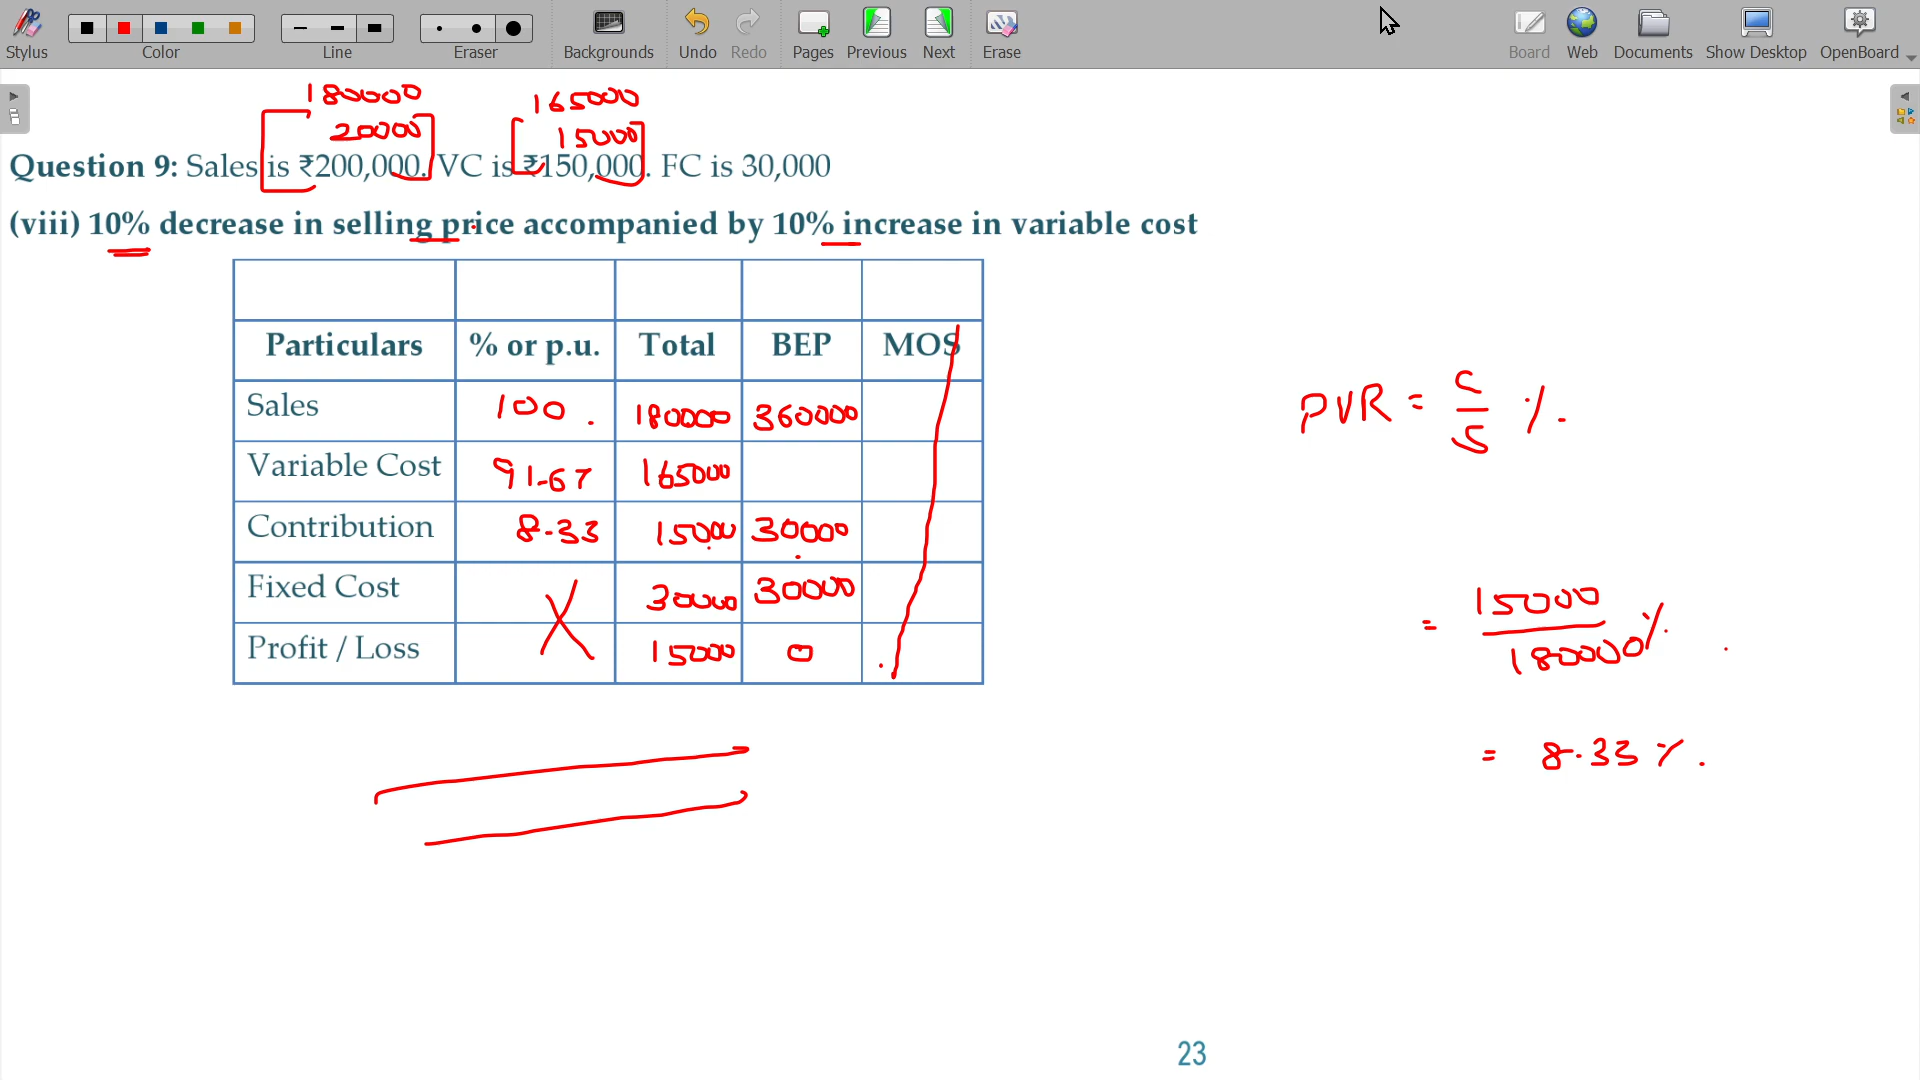 Stylus Color Line Eraser Backgrounds Undo Redo Pages Previous Next Erase Board Web Documents Show Desktop OpenBoard
180000 165000
20000 15000
Question 9: Sales is ₹200,000. VC is ₹150,000. FC is 30,000
(viii) 10% decrease in selling price accompanied by 10% increase in variable cost
Particulars % or p.u. Total BEP MOS
Sales 100 180000 360000
Variable Cost 91.67 165000
Contribution 8.33 15000 30000
Fixed Cost 30000 30000
Profit / Loss 15000 0
PVR = C/S %
= 15000/180000 %
= 8.33 %.
23